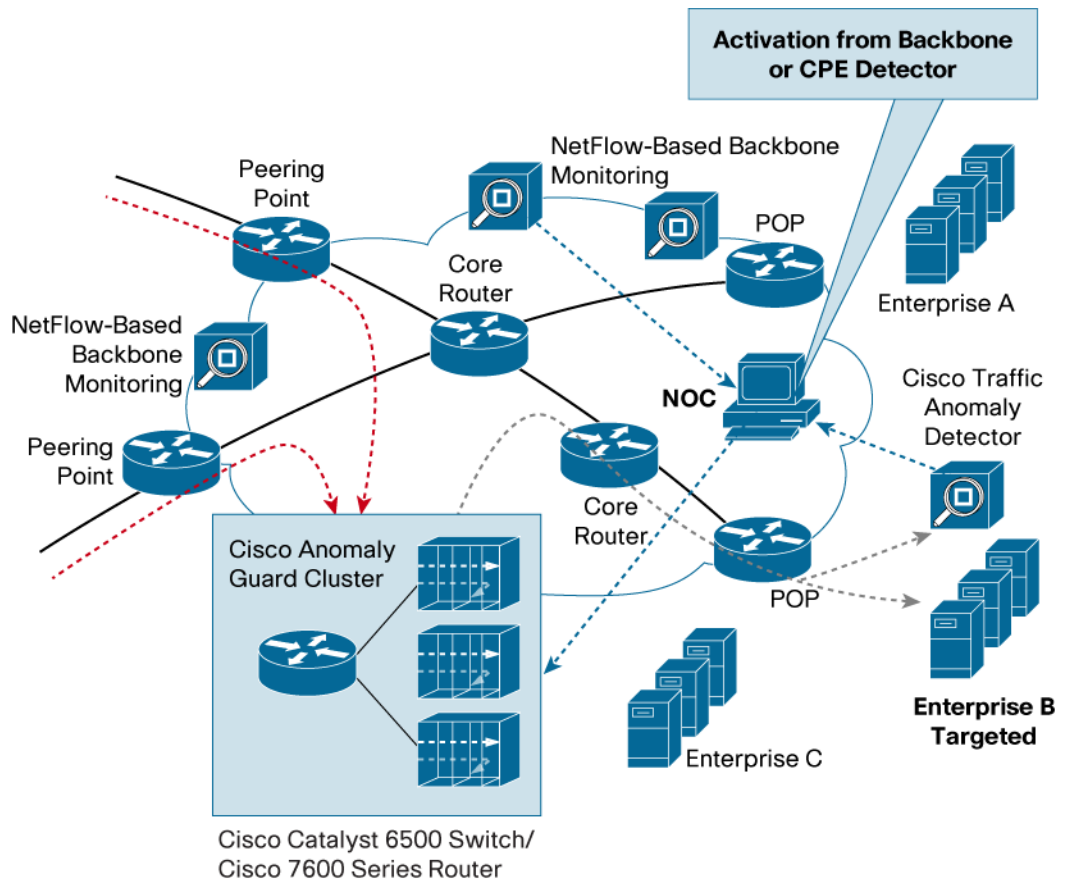 Activation from Backbone
or CPE Detector
NetFlow-Based Backbone
Monitoring
Peering
Point
POP
Core
Router
Enterprise A
NetFlow-Based
Backbone
Monitoring
NOC
Cisco Traffic
Anomaly
Detector
Peering
Point
Core
Router
Cisco Anomaly
Guard Cluster
POP
Enterprise B
Targeted
Enterprise C
Cisco Catalyst 6500 Switch/
Cisco 7600 Series Router